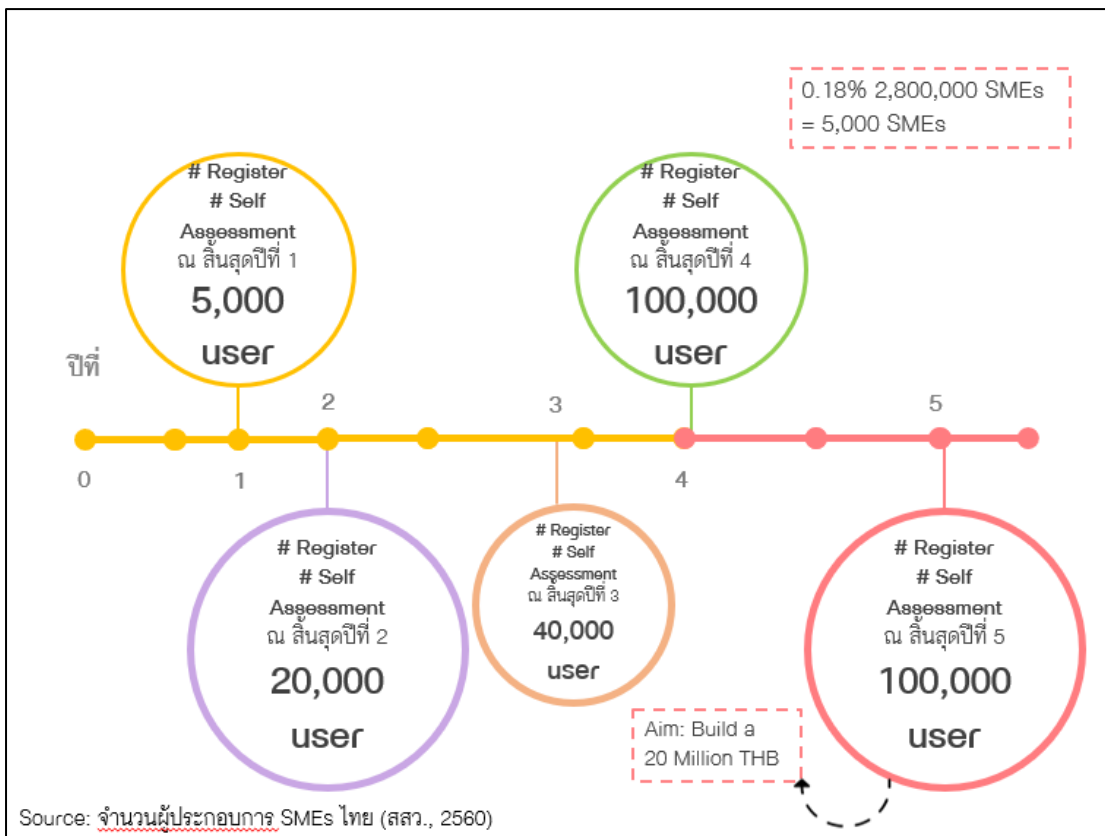 0.18% 2,800,000 SMEs
= 5,000 SMEs
# Register
# Self
Assessment
ณ สิ้นสุดปีที่ 1
5,000
user
# Register
# Self
Assessment
ณ สิ้นสุดปีที่ 4
100,000
user
ปีที่
2
3
5
0
1
4
# Register
# Self
Assessment
ณ สิ้นสุดปีที่ 2
20,000
user
# Register
# Self
Assessment
ณ สิ้นสุดปีที่ 3
40,000
user
# Register
# Self
Assessment
ณ สิ้นสุดปีที่ 5
100,000
user
Aim: Build a
20 Million THB
Source: จำนวนผู้ประกอบการ SMEs ไทย (สสว., 2560)